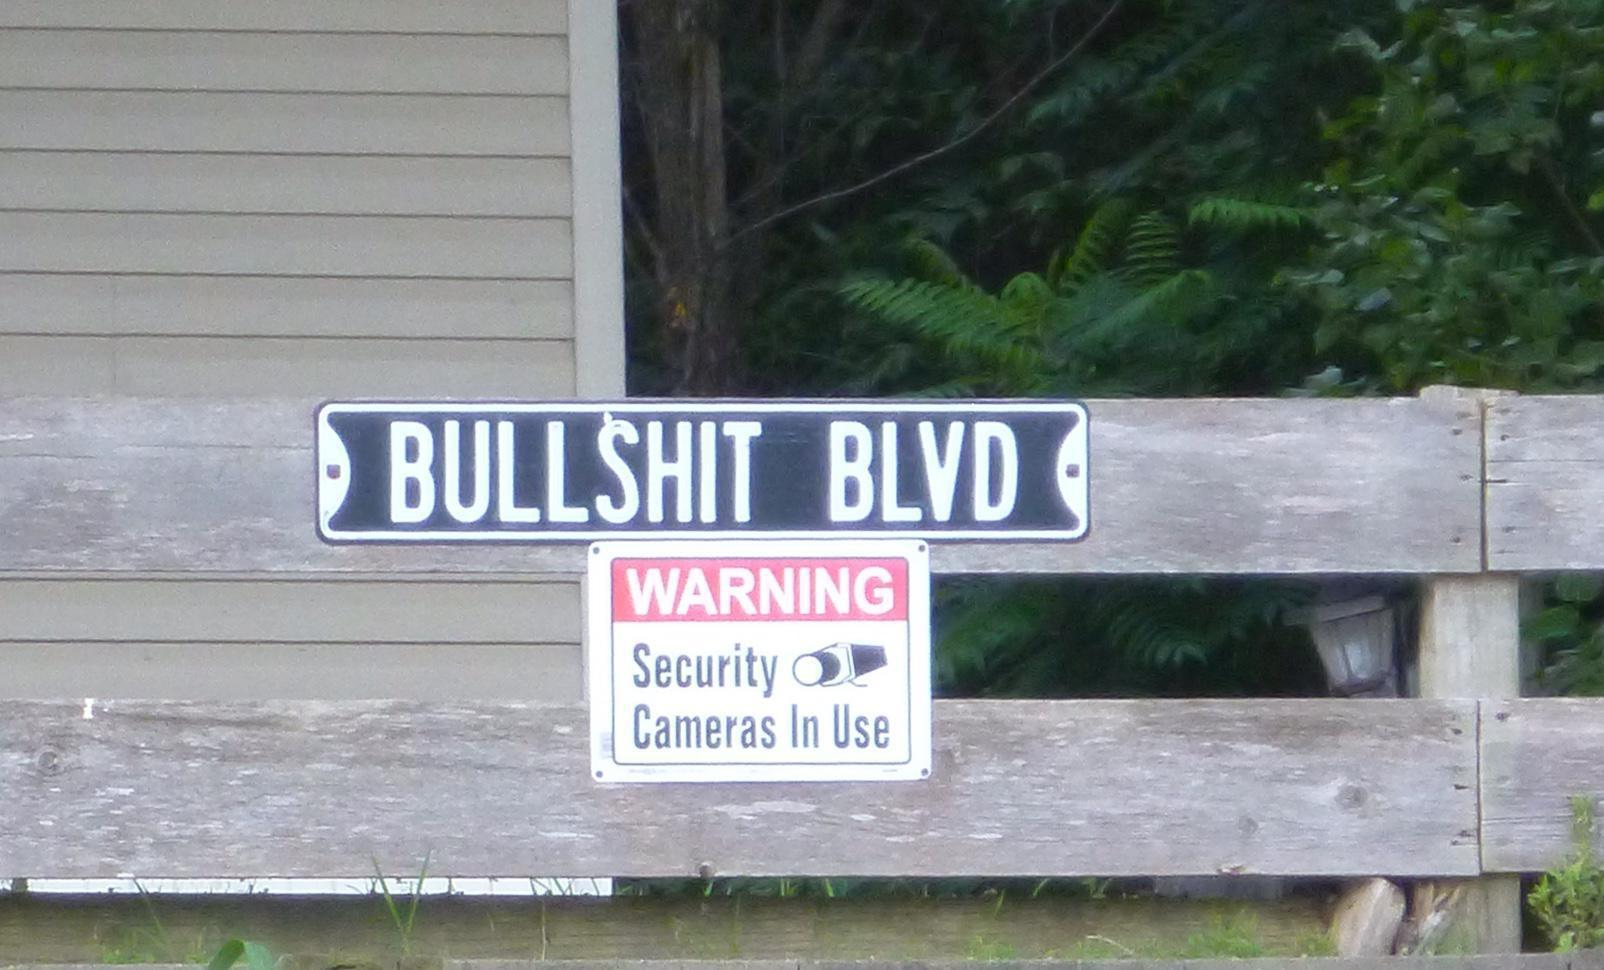 BULLSHIT BLVD
WARNING
Security
Cameras In Use